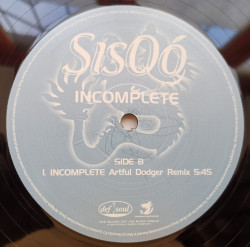 SISQÓ
INCOMPLETE
SIDE B
1. INCOMPLETE Artful Dodger Remix 5:45
def soul